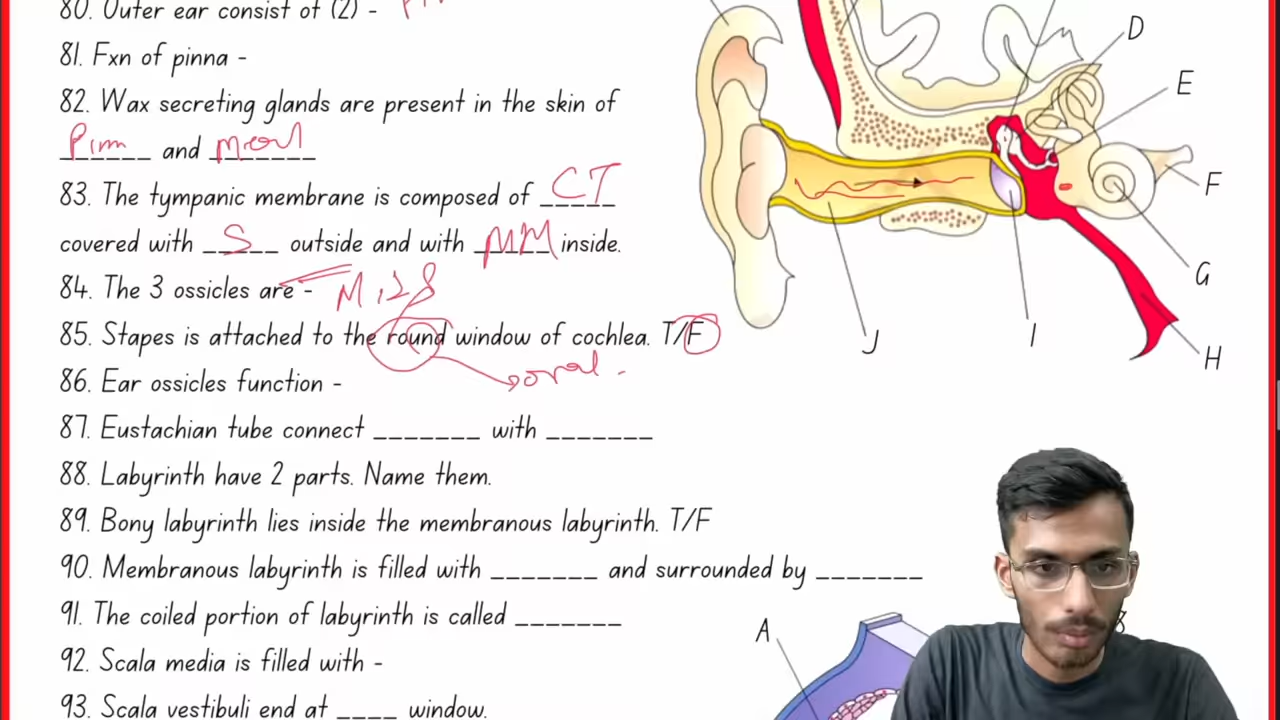 80. Outer ear consist of (2) -
81. Fxn of pinna -
82. Wax secreting glands are present in the skin of
______ and _______
83. The tympanic membrane is composed of CT
covered with S outside and with MM inside.
84. The 3 ossicles are - M, I, S
85. Stapes is attached to the round window of cochlea. T/F
oval
86. Ear ossicles function -
87. Eustachian tube connect _______ with _______
88. Labyrinth have 2 parts. Name them.
89. Bony labyrinth lies inside the membranous labyrinth. T/F
90. Membranous labyrinth is filled with _______ and surrounded by _______
91. The coiled portion of labyrinth is called _______
92. Scala media is filled with -
93. Scala vestibuli end at ____ window.
D
E
F
G
H
I
J
A